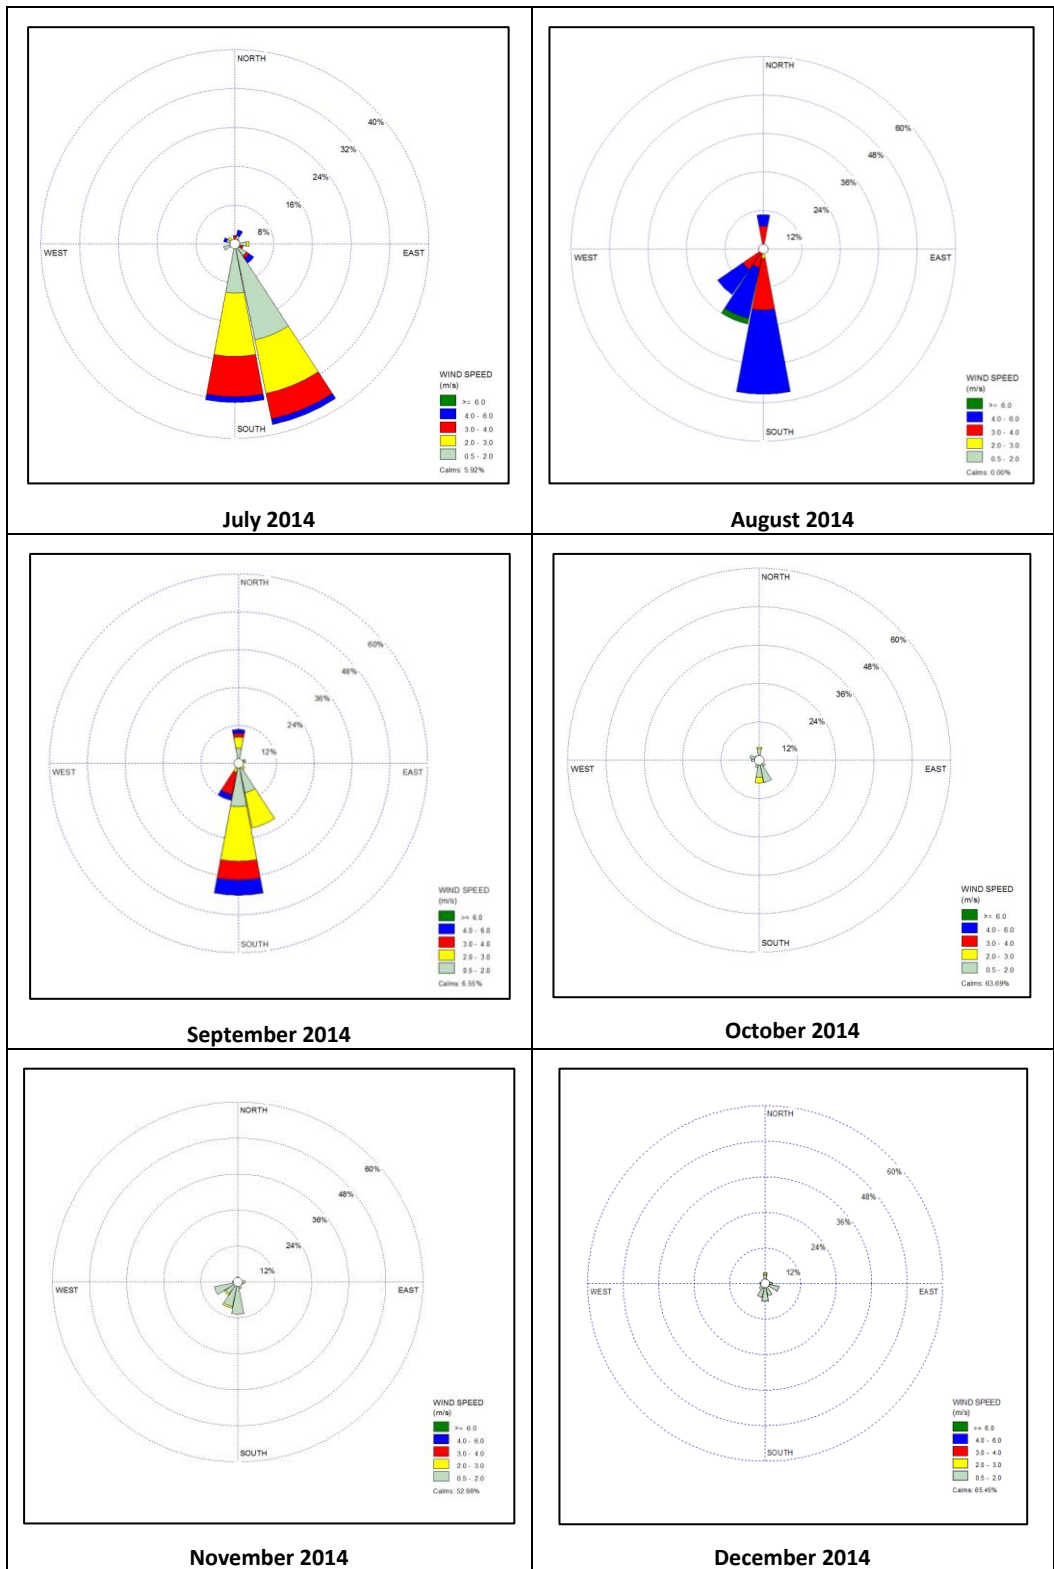 NORTH
40%
32%
24%
16%
8%
WEST
EAST
SOUTH
WIND SPEED
(m/s)
>= 6.0
4.0 - 6.0
3.0 - 4.0
2.0 - 3.0
0.5 - 2.0
Calms: 5.92%
July 2014
NORTH
60%
48%
36%
24%
12%
WEST
EAST
SOUTH
WIND SPEED
(m/s)
>= 6.0
4.0 - 6.0
3.0 - 4.0
2.0 - 3.0
0.5 - 2.0
Calms: 0.00%
August 2014
NORTH
60%
48%
36%
24%
12%
WEST
EAST
SOUTH
WIND SPEED
(m/s)
>= 6.0
4.0 - 6.0
3.0 - 4.0
2.0 - 3.0
0.5 - 2.0
Calms: 6.55%
September 2014
NORTH
60%
48%
36%
24%
12%
WEST
EAST
SOUTH
WIND SPEED
(m/s)
>= 6.0
4.0 - 6.0
3.0 - 4.0
2.0 - 3.0
0.5 - 2.0
Calms: 63.69%
October 2014
NORTH
60%
48%
36%
24%
12%
WEST
EAST
SOUTH
WIND SPEED
(m/s)
>= 6.0
4.0 - 6.0
3.0 - 4.0
2.0 - 3.0
0.5 - 2.0
Calms: 52.98%
November 2014
NORTH
60%
48%
36%
24%
12%
WEST
EAST
SOUTH
WIND SPEED
(m/s)
>= 6.0
4.0 - 6.0
3.0 - 4.0
2.0 - 3.0
0.5 - 2.0
Calms: 65.45%
December 2014